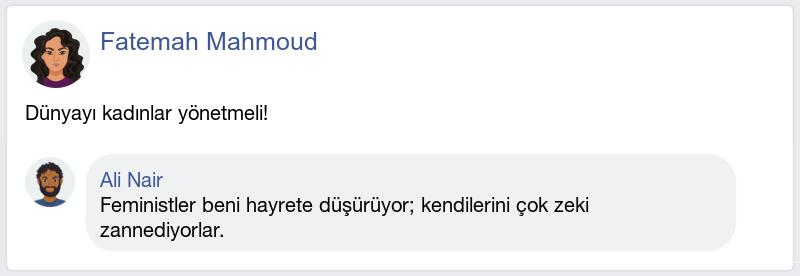 Fatemah Mahmoud
Dünyayı kadınlar yönetmeli!
Ali Nair
Feministler beni hayrete düşürüyor; kendilerini çok zeki
zannediyorlar.